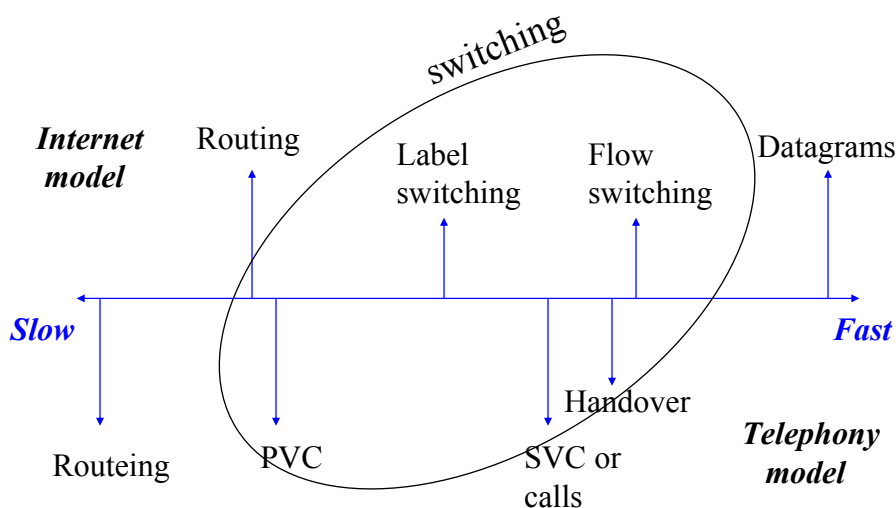 switching
Internet
model
Routing
Label
switching
Flow
switching
Datagrams
Slow
Fast
Routeing
PVC
SVC or
calls
Handover
Telephony
model